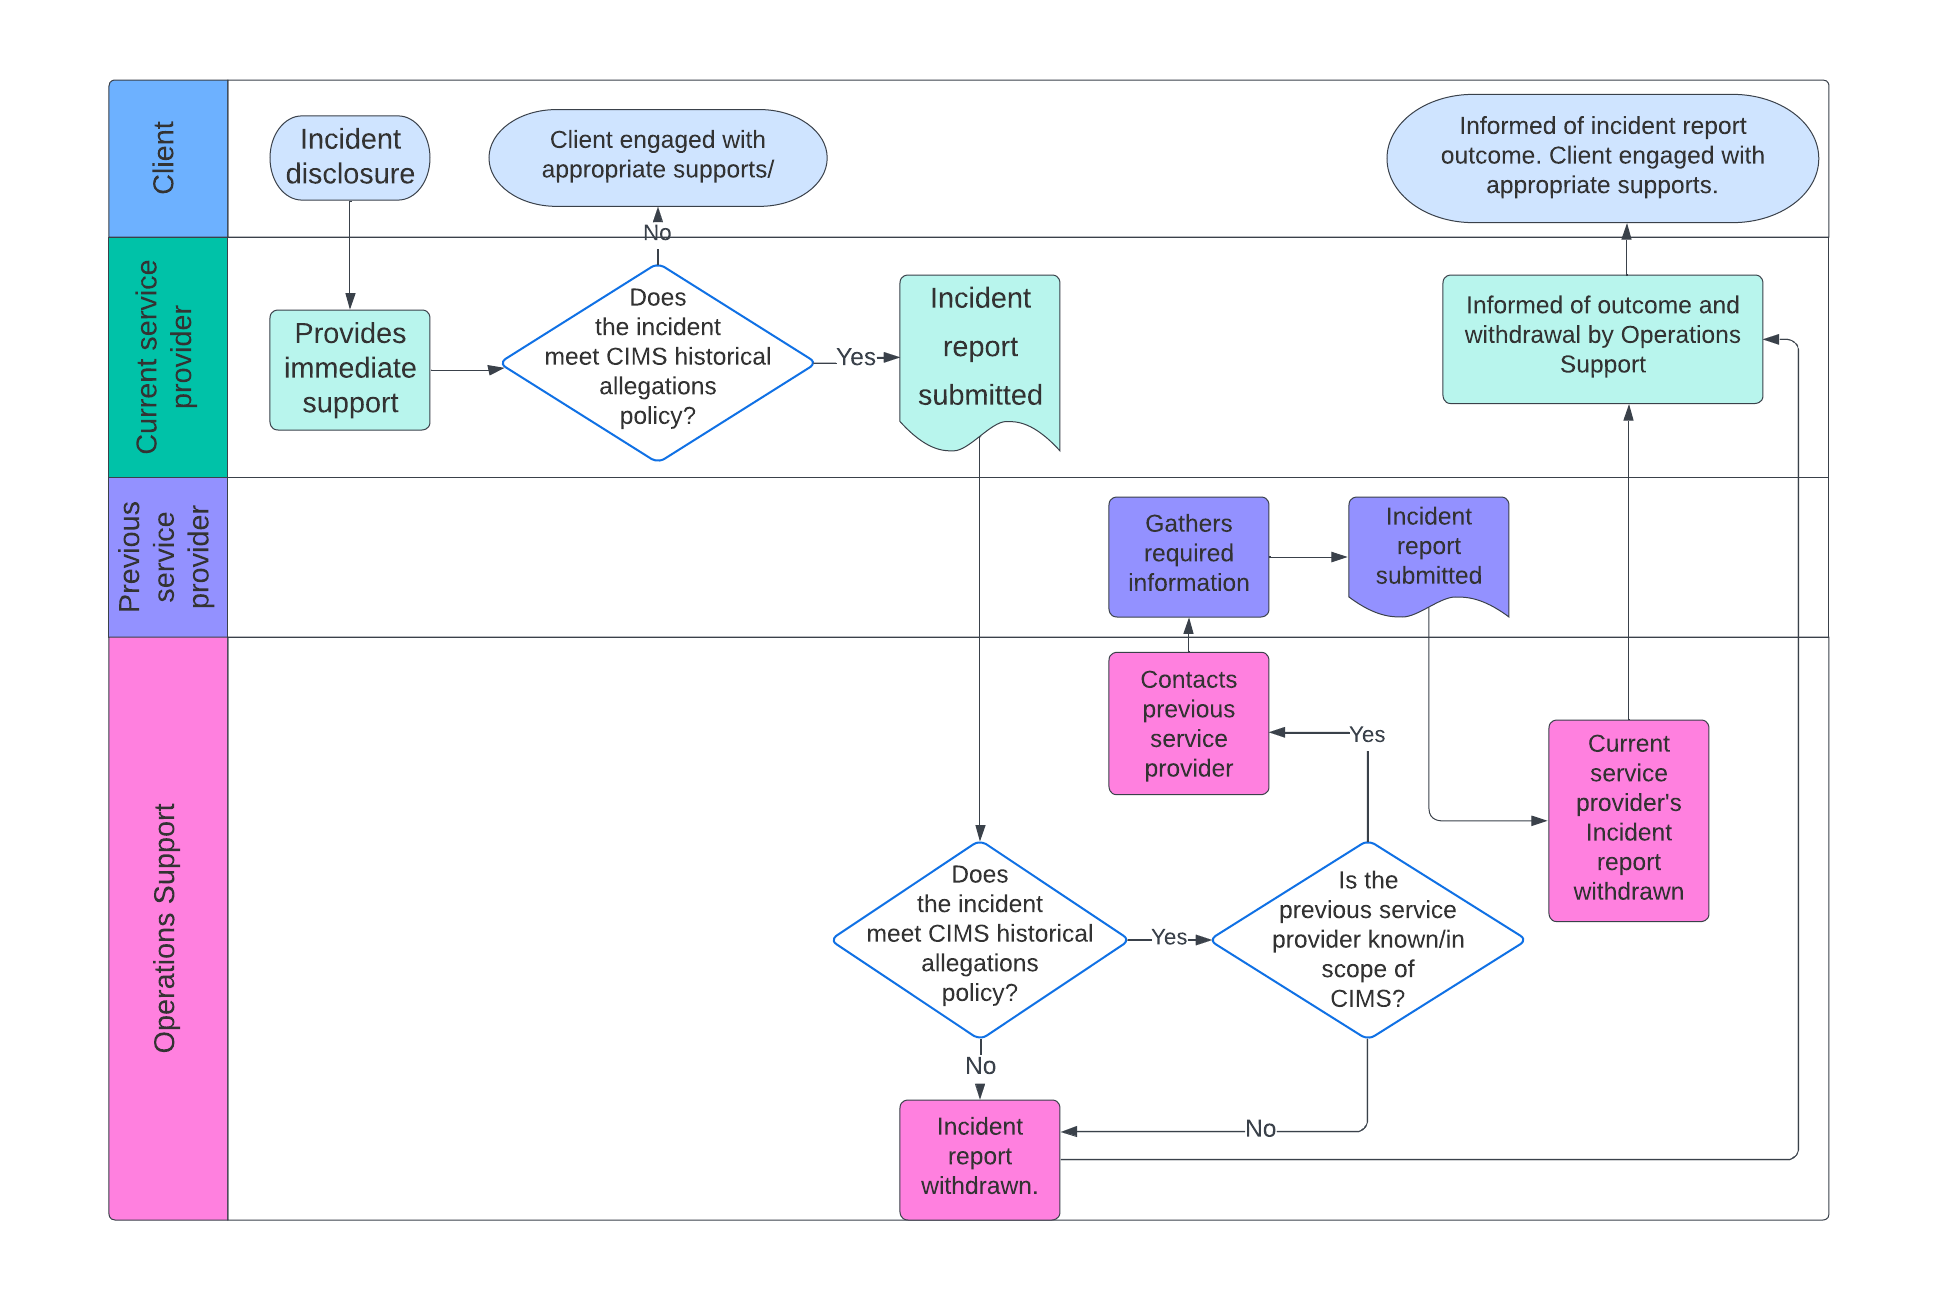 Client
Incident
disclosure
Client engaged with
appropriate supports/
Informed of incident report
outcome. Client engaged with
appropriate supports.
No
Current service
provider
Provides
immediate
support
Does
the incident
meet CIMS historical
allegations
policy?
Yes
Incident
report
submitted
Informed of outcome and
withdrawal by Operations
Support
Previous
service
provider
Gathers
required
information
Incident
report
submitted
Operations Support
Contacts
previous
service
provider
Yes
Current
service
provider's
Incident
report
withdrawn
Does
the incident
meet CIMS historical
allegations
policy?
Yes
Is the
previous service
provider known/in
scope of
CIMS?
No
No
Incident
report
withdrawn.